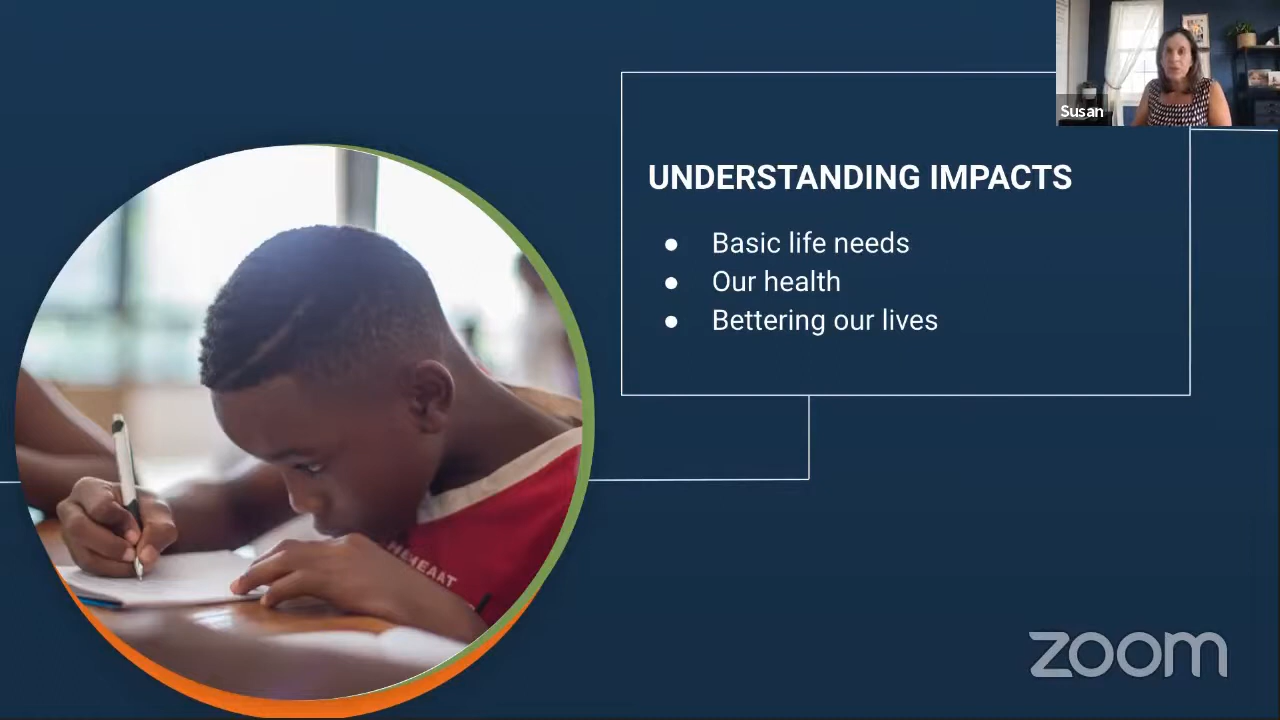 Susan
UNDERSTANDING IMPACTS
● Basic life needs
● Our health
● Bettering our lives
zoom